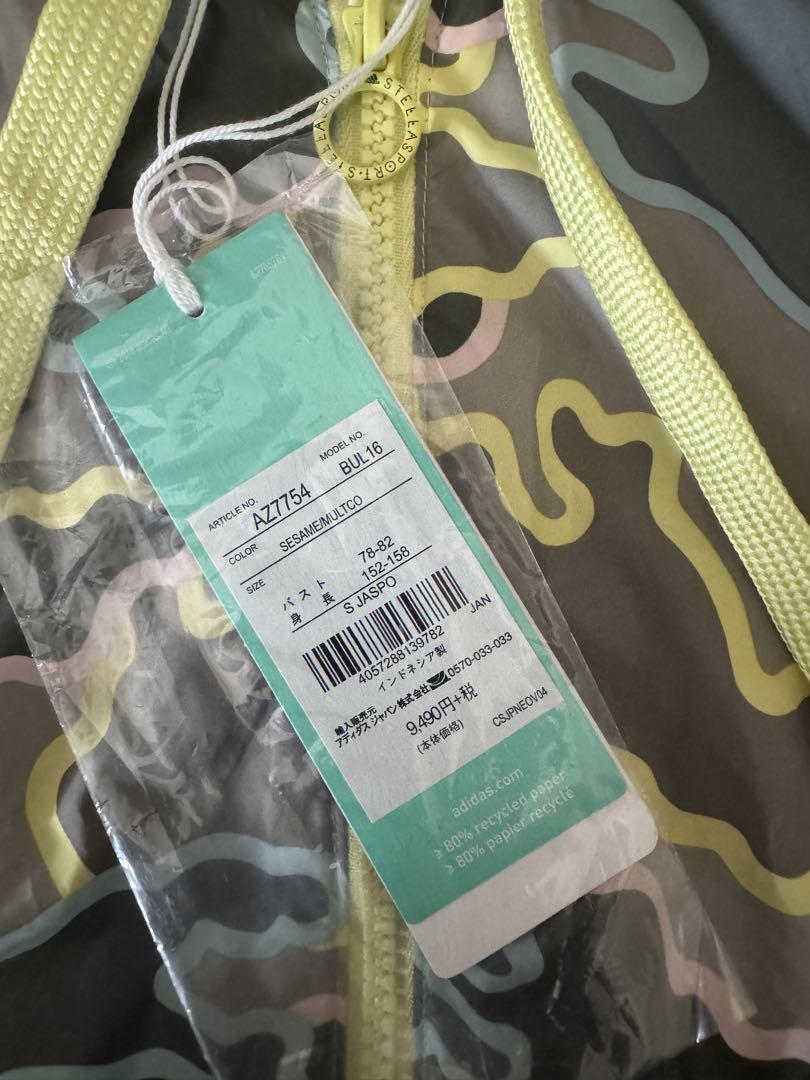 STELLASPORT·STELLASPORT
ARTICLE NO.
MODEL NO.
AZ7754
BUL16
COLOR
SESAME/MULTCO
SIZE
バスト 78-82
身長 152-158
S JASPO
4057288139782
JAN
インドネシア製
輸入販売元
アディダス ジャパン株式会社 0570-033-033
9,490円+税
(本体価格)
CSJPNEOV04
adidas.com
> 80% recycled paper
> 80% papier recyclé